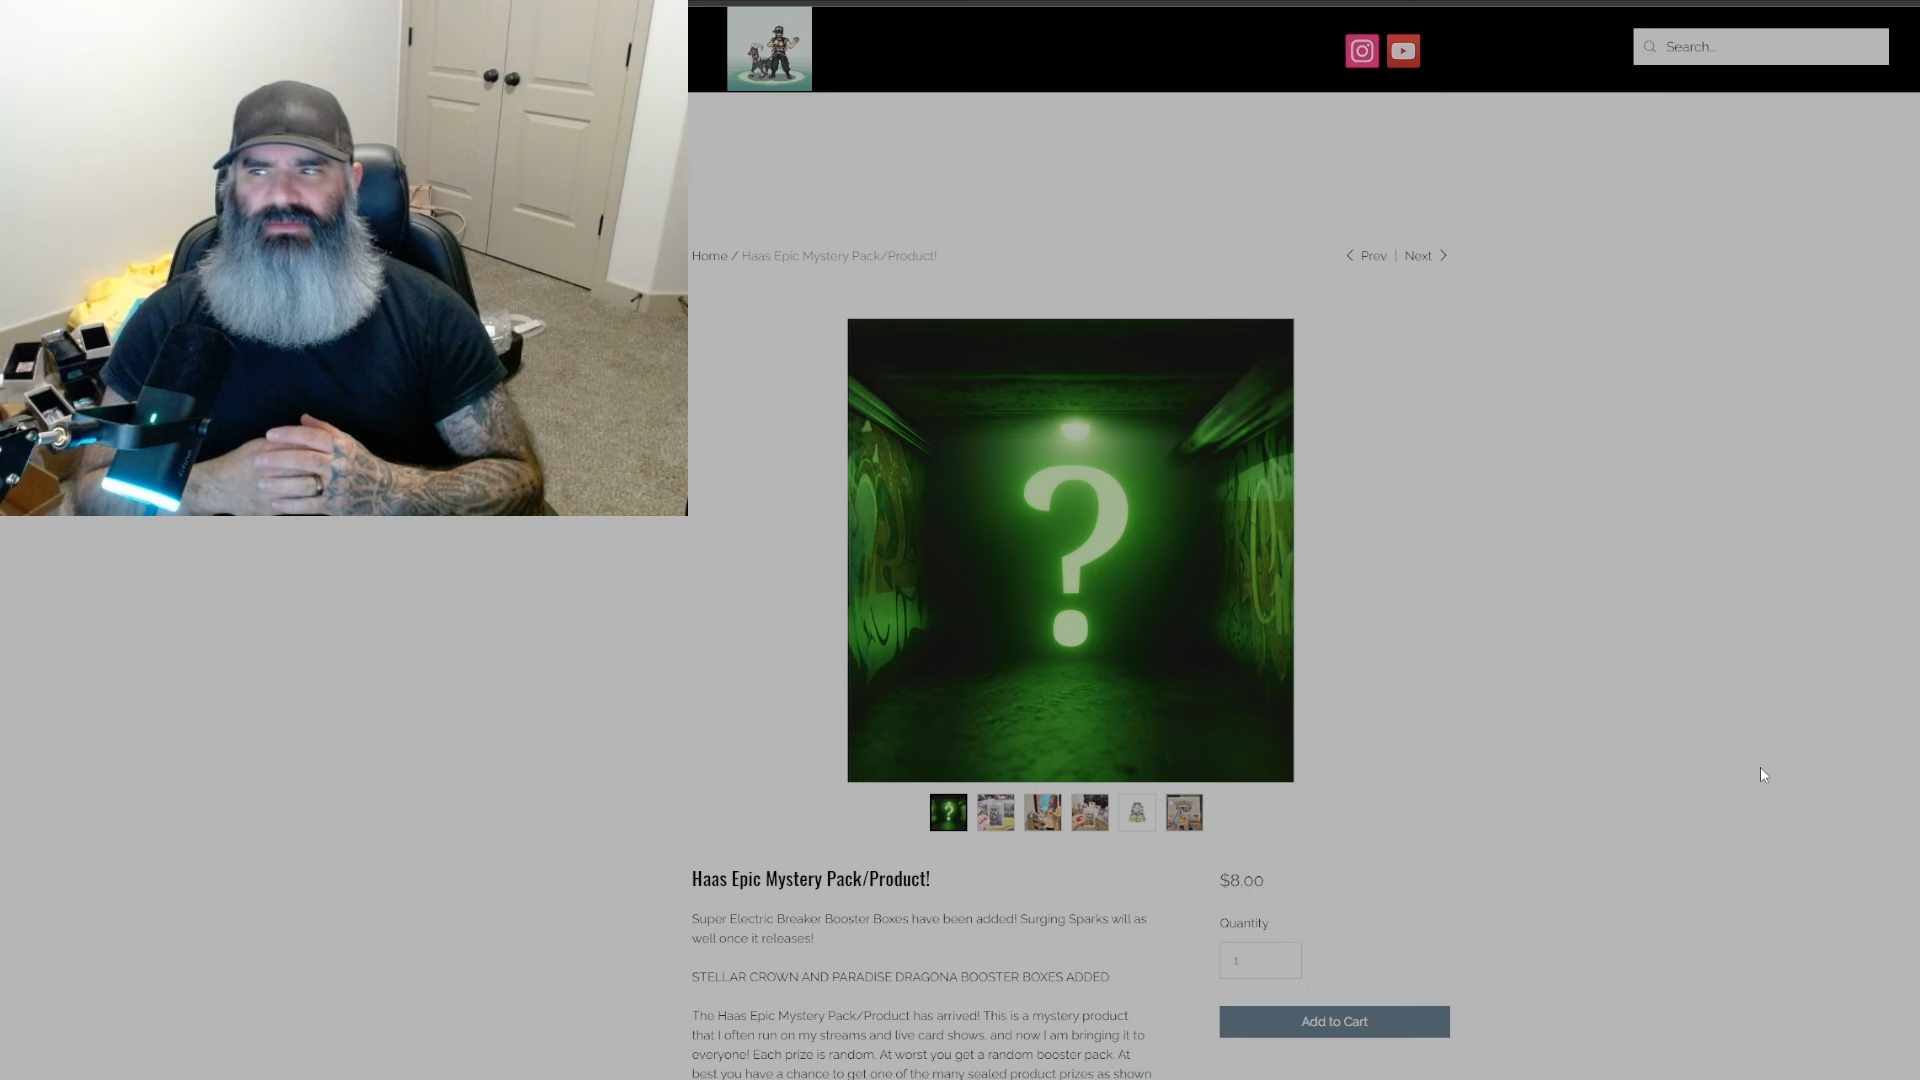 Search...
Home / Haas Epic Mystery Pack/Product!
Prev | Next
?
Haas Epic Mystery Pack/Product!
$8.00
Super Electric Breaker Booster Boxes have been added! Surging Sparks will as
well once it releases!
Quantity
1
STELLAR CROWN AND PARADISE DRAGONA BOOSTER BOXES ADDED
The Haas Epic Mystery Pack/Product has arrived! This is a mystery product
that I often run on my streams and live card shows, and now I am bringing it to
everyone! Each prize is random. At worst you get a random booster pack. At
best you have a chance to get one of the many sealed product prizes as shown
Add to Cart